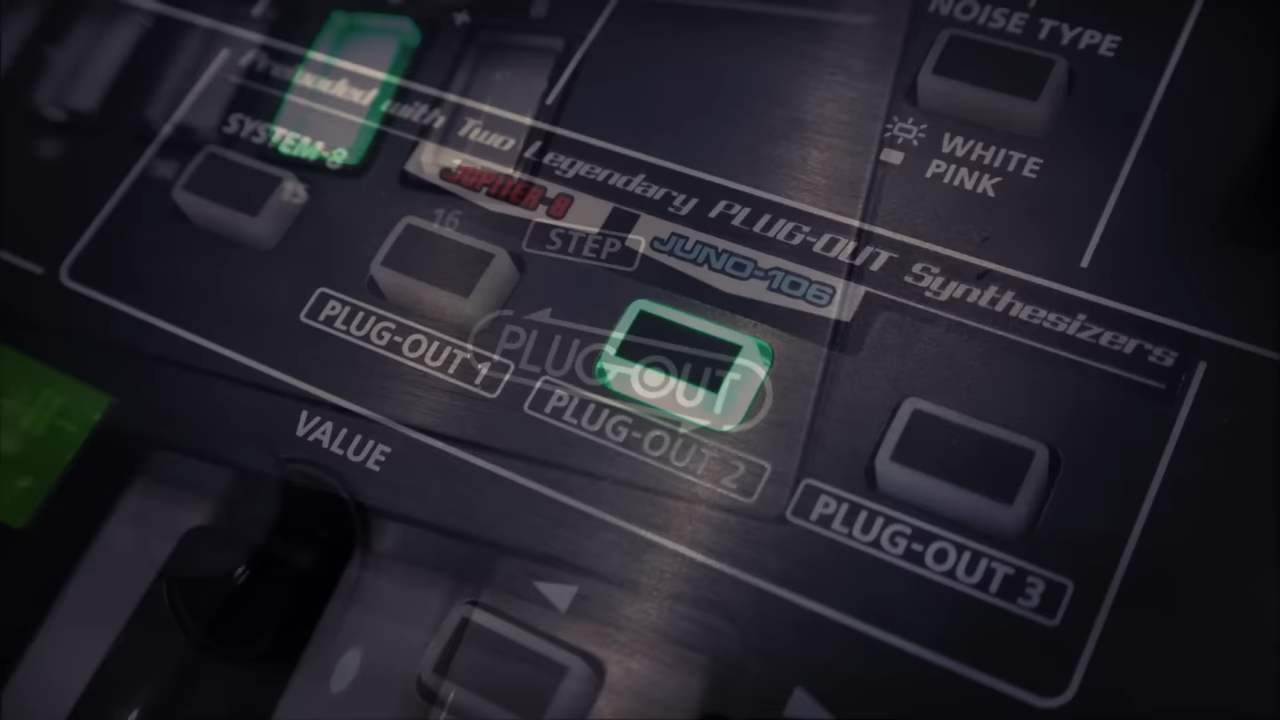 NOISE TYPE
Preloaded with Two Legendary PLUG-OUT Synthesizers
SYSTEM-8
WHITE
PINK
15
JUPITER-8
16
STEP
JUNO-106
PLUG-OUT 1
PLUG-OUT
PLUG-OUT 2
VALUE
PLUG-OUT 3